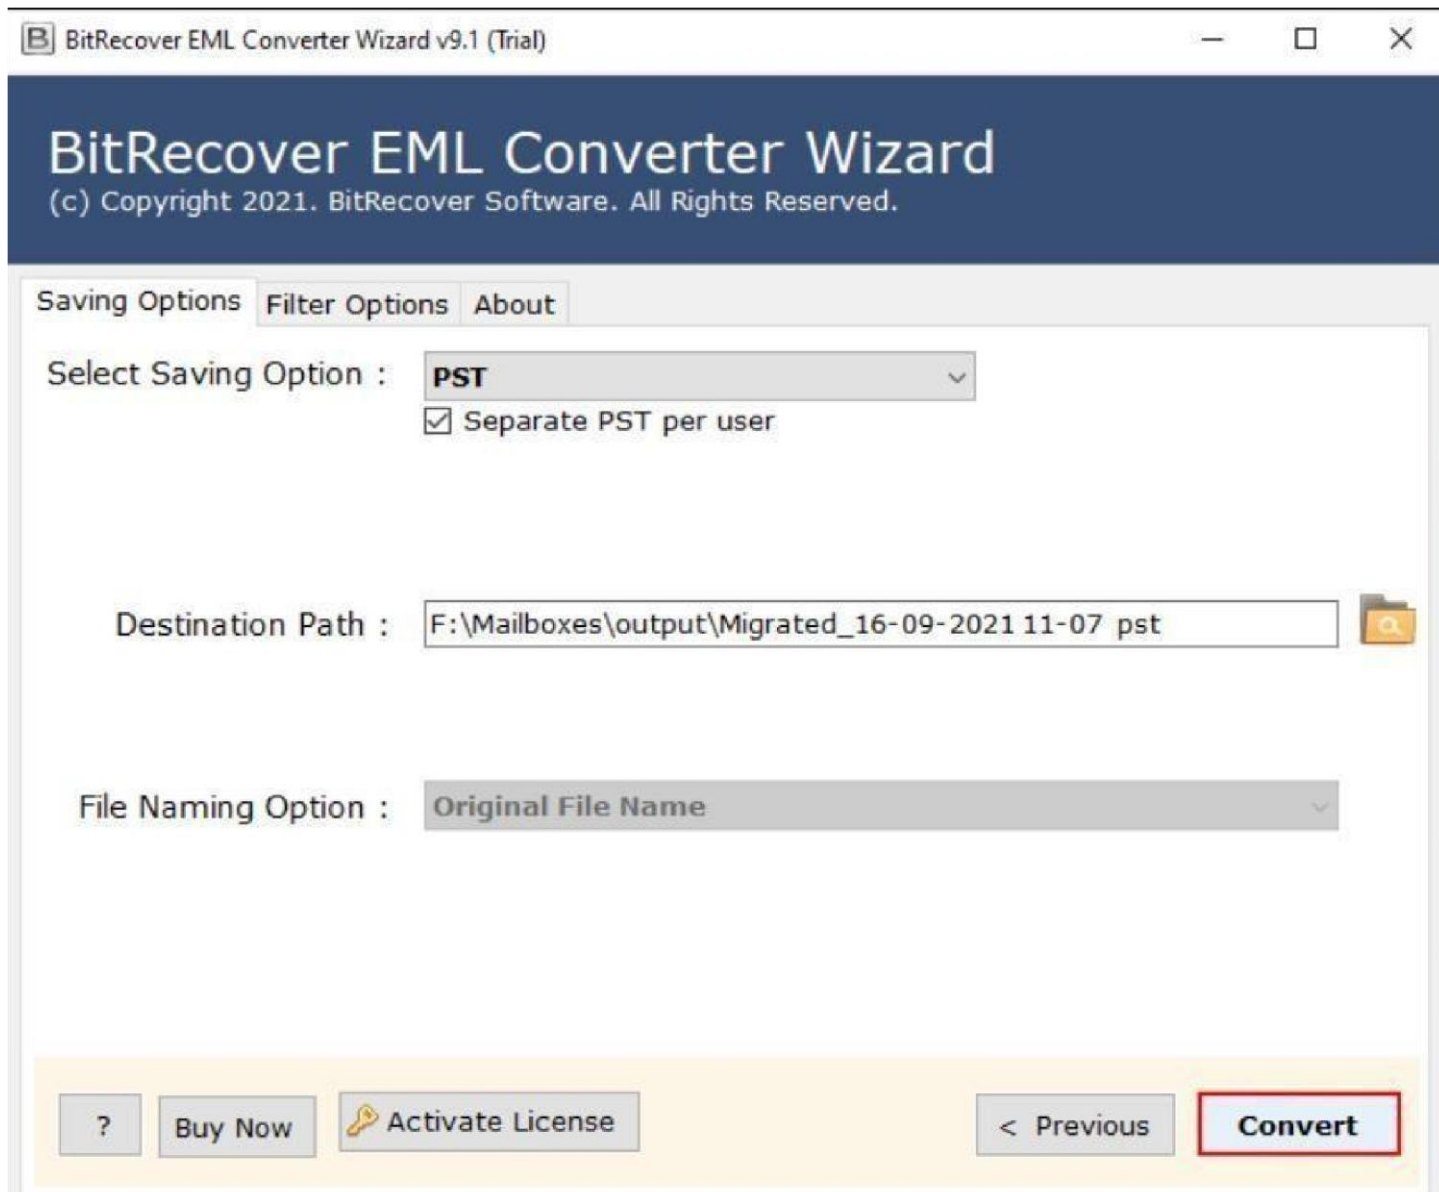 BitRecover EML Converter Wizard v9.1 (Trial)
BitRecover EML Converter Wizard
(c) Copyright 2021. BitRecover Software. All Rights Reserved.
Saving Options Filter Options About
Select Saving Option : PST
Separate PST per user
Destination Path : F:\Mailboxes\output\Migrated_16-09-2021 11-07 pst
File Naming Option : Original File Name
? Buy Now Activate License < Previous Convert